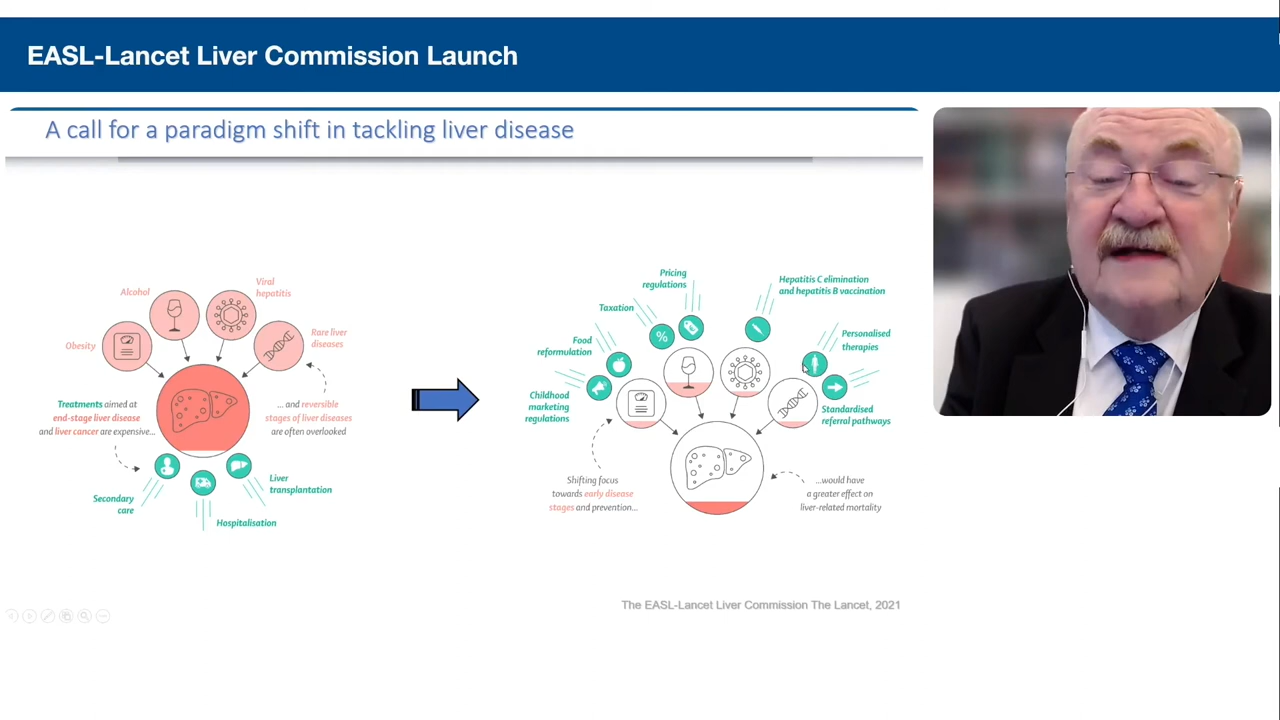 EASL-Lancet Liver Commission Launch
A call for a paradigm shift in tackling liver disease
Alcohol
Viral
hepatitis
Obesity
Rare liver
diseases
Treatments aimed at
end-stage liver disease
and liver cancer are expensive...
... and reversible
stages of liver diseases
are often overlooked
Secondary
care
Hospitalisation
Liver
transplantation
Pricing
regulations
Hepatitis C elimination
and hepatitis B vaccination
Taxation
%
Food
reformulation
Personalised
therapies
Childhood
marketing
regulations
Standardised
referral pathways
Shifting focus
towards early disease
stages and prevention...
...would have
a greater effect on
liver-related mortality
The EASL-Lancet Liver Commission The Lancet, 2021